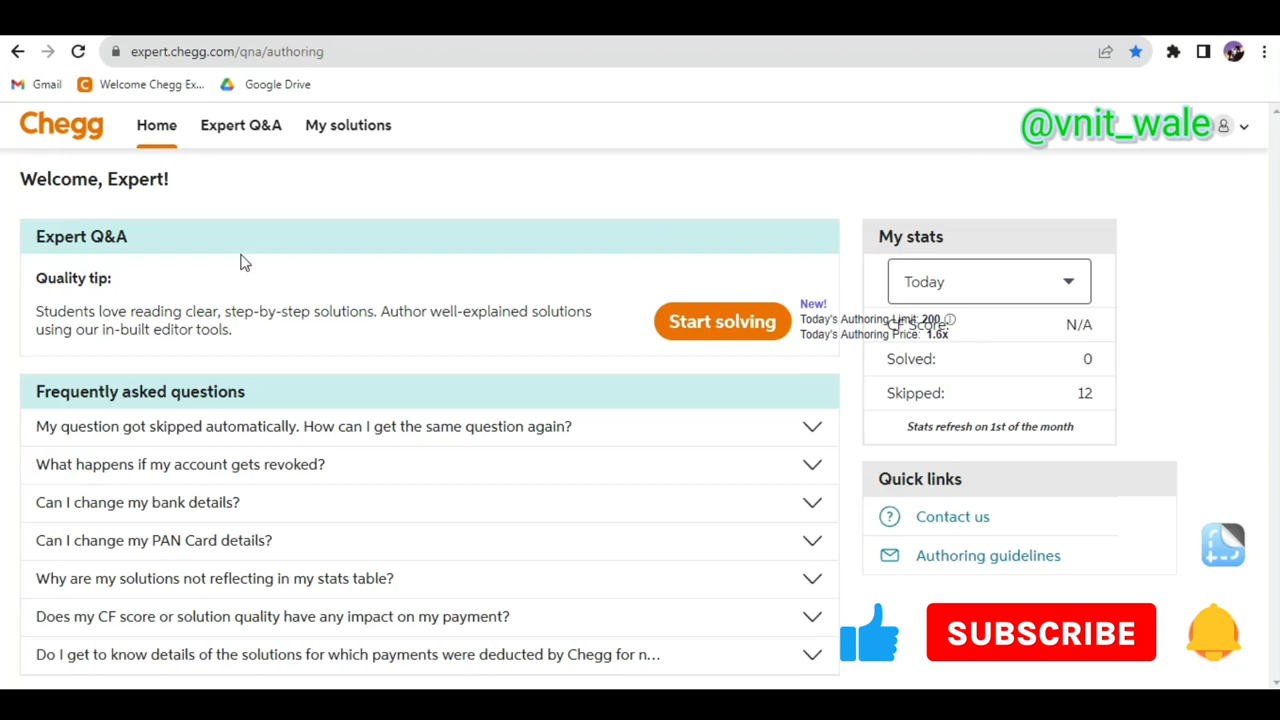 expert.chegg.com/qna/authoring
Gmail
Welcome Chegg Ex...
Google Drive
Chegg
Home
Expert Q&A
My solutions
@vnit_wale
Welcome, Expert!
Expert Q&A
Quality tip:
Students love reading clear, step-by-step solutions. Author well-explained solutions
using our in-built editor tools.
Start solving
New!
Today's Authoring Limit: 200
Today's Authoring Price: 1.6x
My stats
Today
CF Score: N/A
Solved: 0
Skipped: 12
Stats refresh on 1st of the month
Frequently asked questions
My question got skipped automatically. How can I get the same question again?
What happens if my account gets revoked?
Can I change my bank details?
Can I change my PAN Card details?
Why are my solutions not reflecting in my stats table?
Does my CF score or solution quality have any impact on my payment?
Do I get to know details of the solutions for which payments were deducted by Chegg for n...
Quick links
Contact us
Authoring guidelines
SUBSCRIBE